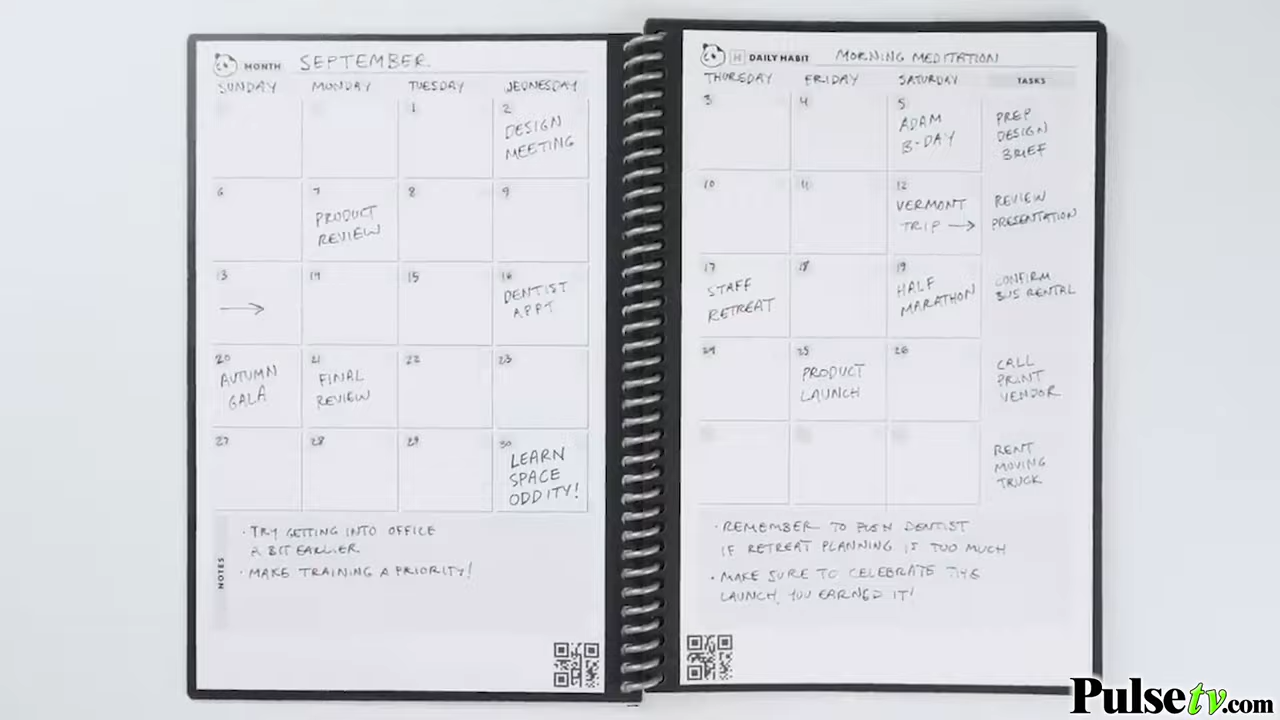 MONTH SEPTEMBER
SUNDAY MONDAY TUESDAY WEDNESDAY
1 2
DESIGN
MEETING
6 7 8 9
PRODUCT
REVIEW
13 14 15 16
→
DENTIST
APPT
20 21 22 23
AUTUMN
GALA
FINAL
REVIEW
27 28 29 30
LEARN
SPACE
ODDITY!
NOTES
· TRY GETTING INTO OFFICE
A BIT EARLIER
· MAKE TRAINING A PRIORITY!
H DAILY HABIT MORNING MEDITATION
THURSDAY FRIDAY SATURDAY TASKS
3 4 5
ADAM
B-DAY
PREP
DESIGN
BRIEF
10 11 12
VERMONT
TRIP →
REVIEW
PRESENTATION
17 18 19
STAFF
RETREAT
HALF
MARATHON
CONFIRM
BUS RENTAL
24 25 26
PRODUCT
LAUNCH
CALL
PRINT
VENDOR
RENT
MOVING
TRUCK
· REMEMBER TO PUSH DENTIST
IF RETREAT PLANNING IS TOO MUCH
· MAKE SURE TO CELEBRATE THE
LAUNCH, YOU EARNED IT!
Pulsetv.com